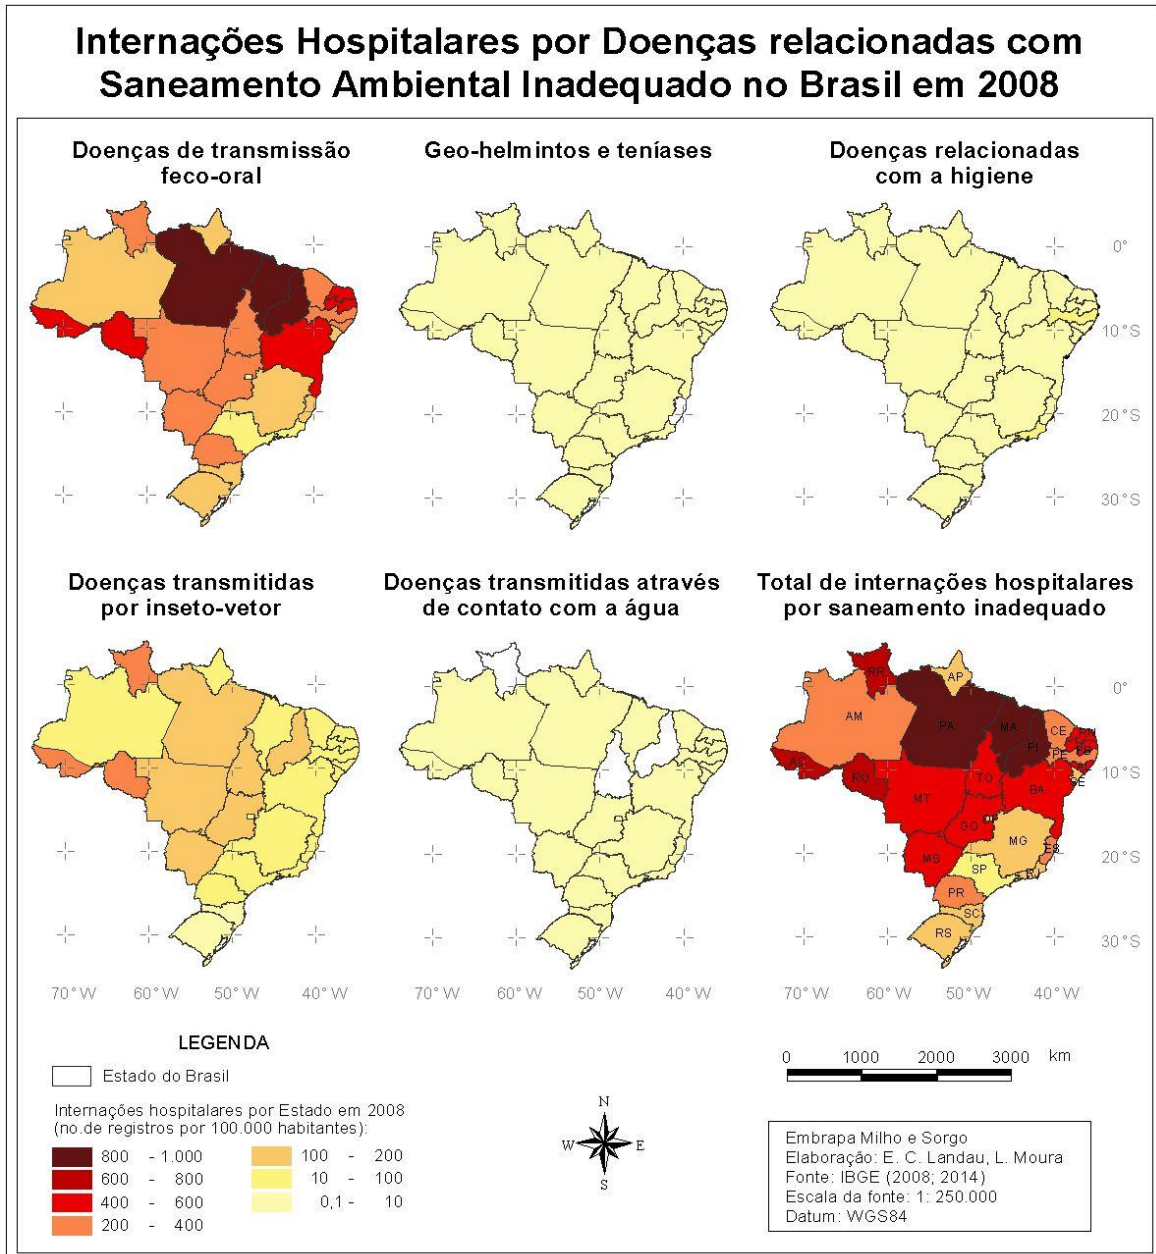 Internações Hospitalares por Doenças relacionadas com
Saneamento Ambiental Inadequado no Brasil em 2008
Doenças de transmissão
feco-oral
Geo-helmintos e teníases
Doenças relacionadas
com a higiene
0°
10°S
20°S
30°S
Doenças transmitidas
por inseto-vetor
Doenças transmitidas através
de contato com a água
Total de internações hospitalares
por saneamento inadequado
RR
AP
AM
PA
MA
CE
RN
PB
PI
PE
AC
RO
TO
SE
BA
MT
GO
MG
ES
MS
SP
RJ
PR
SC
RS
0°
10°S
20°S
30°S
70°W 60°W 50°W 40°W
70°W 60°W 50°W 40°W
LEGENDA
Estado do Brasil
Internações hospitalares por Estado em 2008
(no.de registros por 100.000 habitantes):
800 - 1.000
600 - 800
400 - 600
200 - 400
100 - 200
10 - 100
0,1 - 10
N
W E
S
0 1000 2000 3000 km
Embrapa Milho e Sorgo
Elaboração: E. C. Landau, L. Moura
Fonte: IBGE (2008; 2014)
Escala da fonte: 1: 250.000
Datum: WGS84